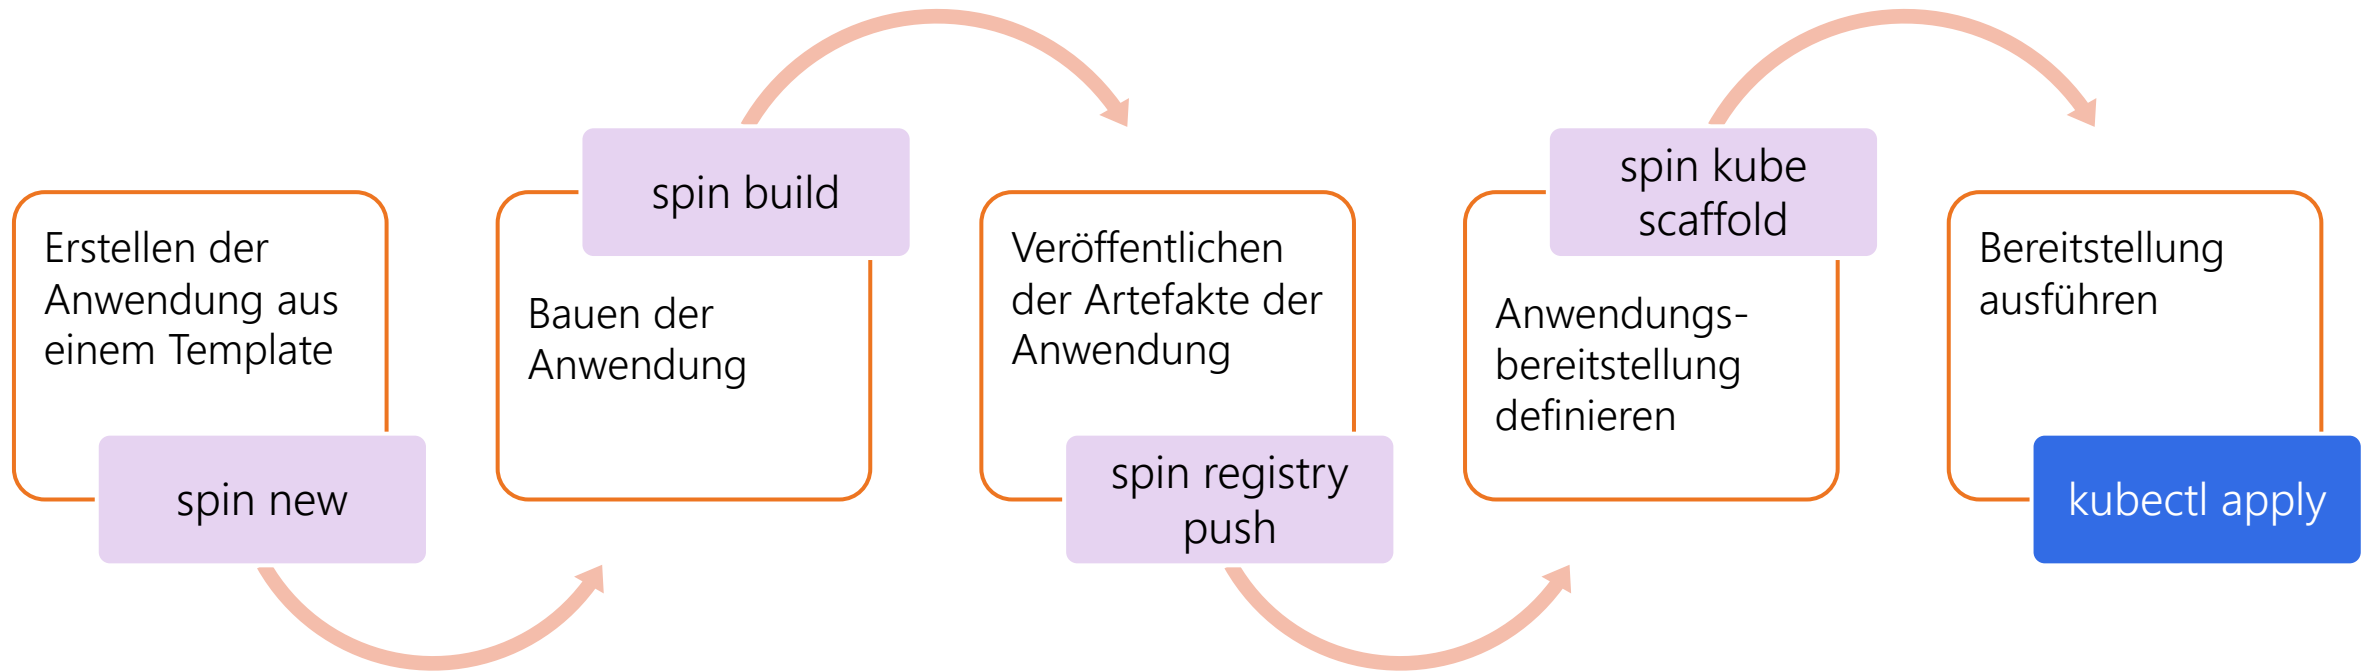 Erstellen der
Anwendung aus
einem Template
spin new
spin build
Bauen der
Anwendung
Veröffentlichen
der Artefakte der
Anwendung
spin registry
push
spin kube
scaffold
Anwendungs-
bereitstellung
definieren
Bereitstellung
ausführen
kubectl apply